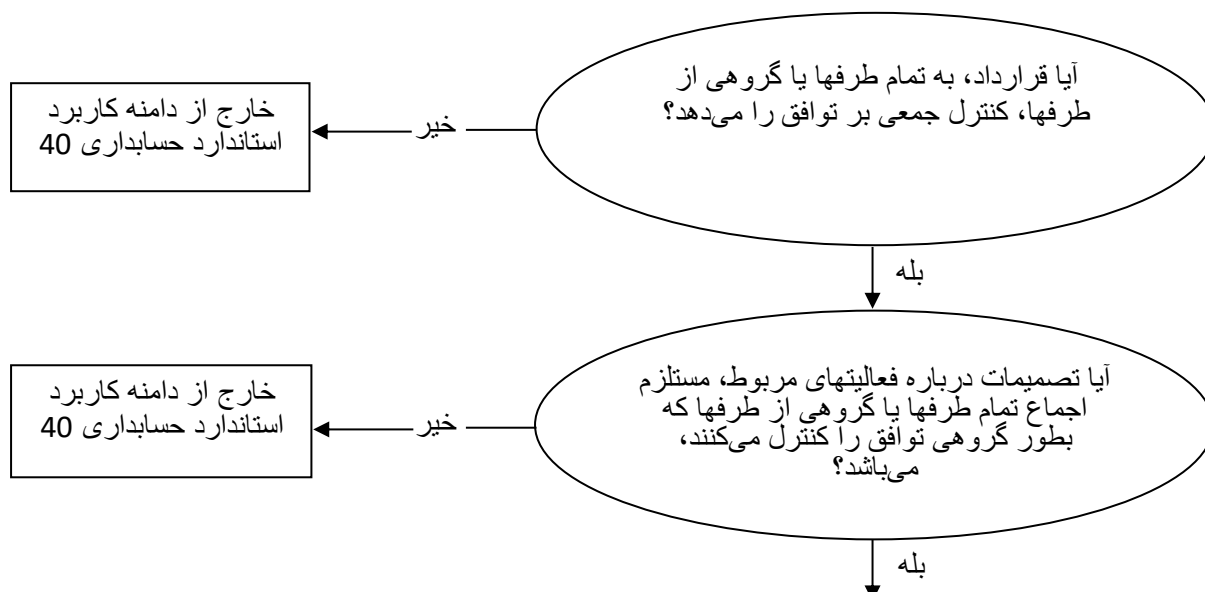 آیا قرارداد، به تمام طرفها یا گروهی از
طرفها، کنترل جمعی بر توافق را می‌دهد؟
خیر
خارج از دامنه کاربرد
استاندارد حسابداری 40
بله
آیا تصمیمات درباره فعالیتهای مربوط، مستلزم
اجماع تمام طرفها یا گروهی از طرفها که
بطور گروهی توافق را کنترل می‌کنند،
می‌باشد؟
خیر
خارج از دامنه کاربرد
استاندارد حسابداری 40
بله